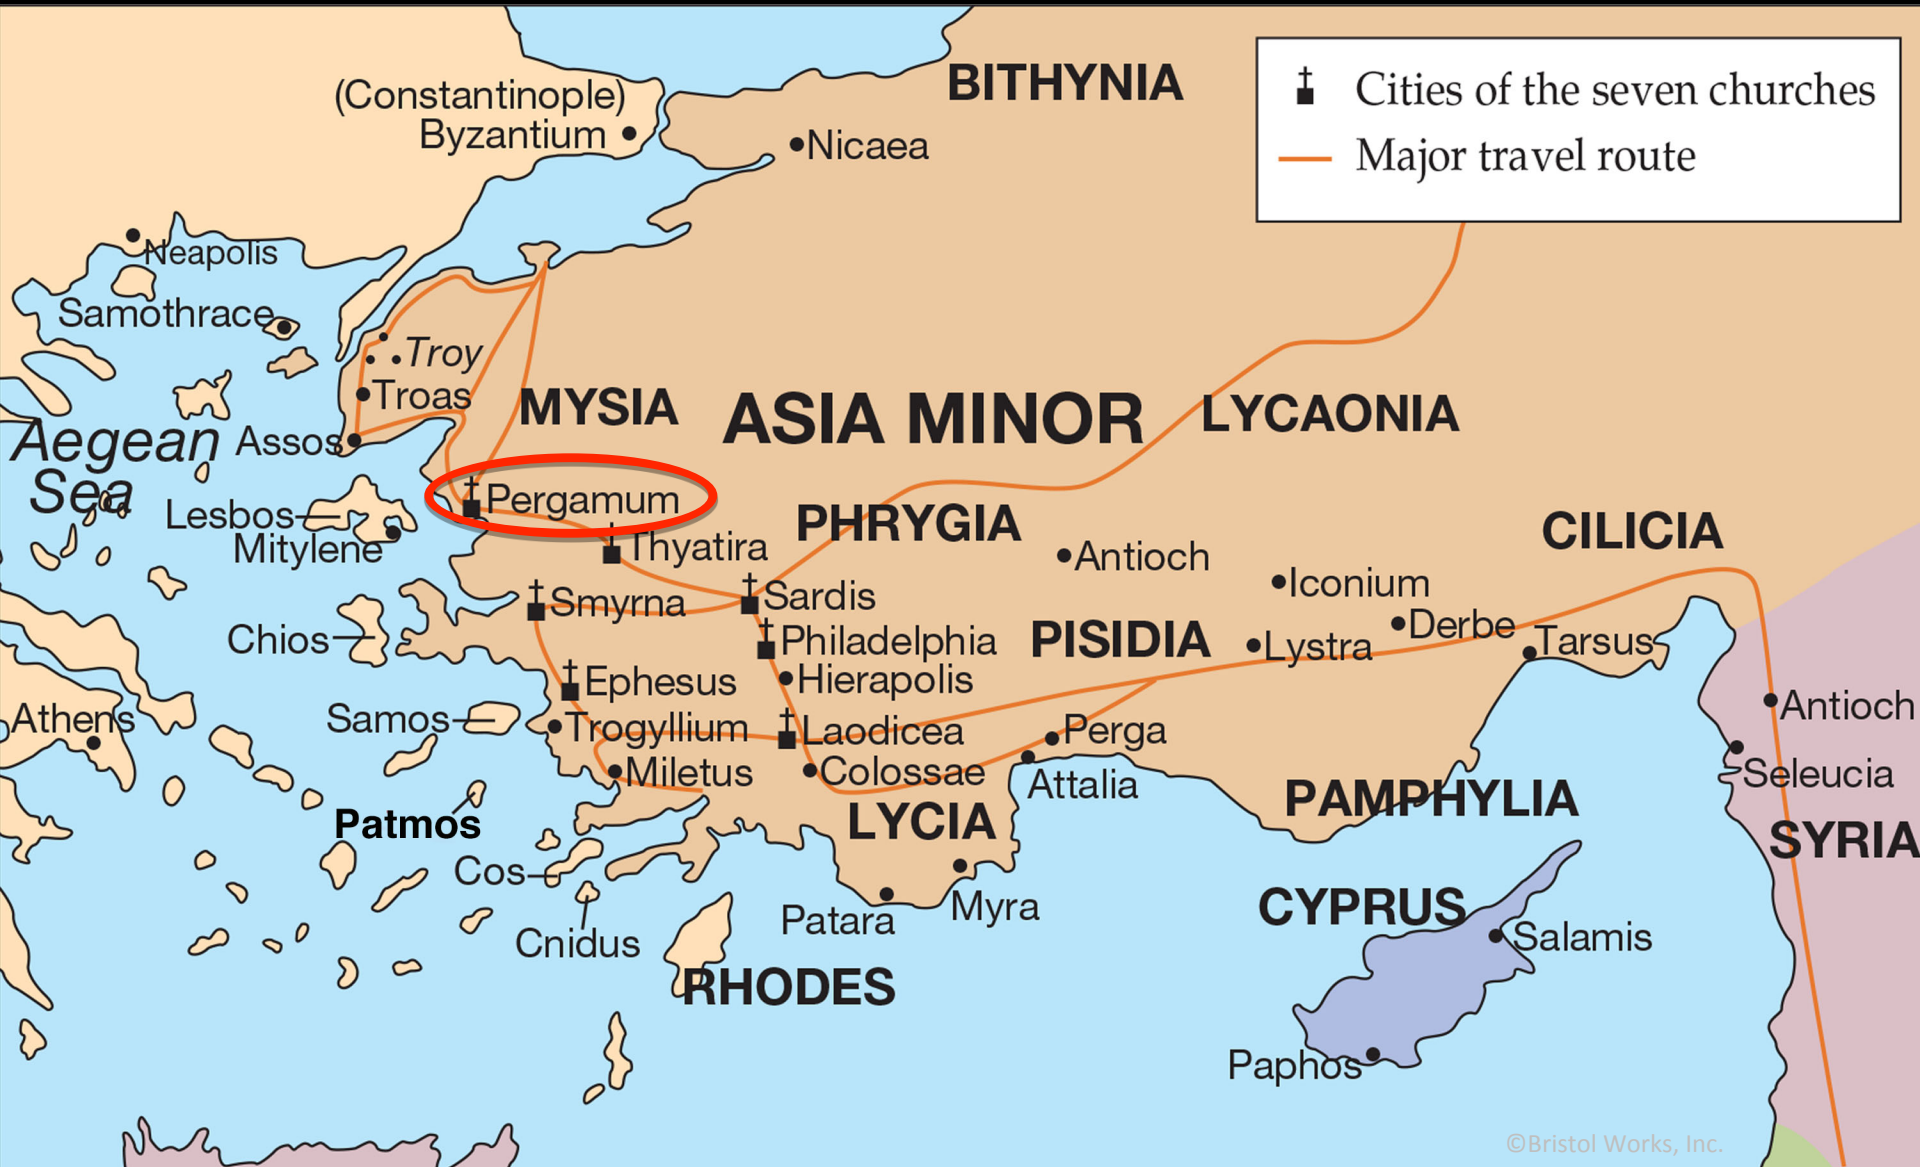 (Constantinople)
Byzantium
BITHYNIA
Cities of the seven churches
Major travel route
Nicaea
Neapolis
Samothrace
Troy
Troas
MYSIA
ASIA MINOR
LYCAONIA
Aegean
Sea
Assos
Pergamum
Lesbos
Mitylene
Thyatira
PHRYGIA
Antioch
CILICIA
Iconium
Smyrna
Sardis
Chios
Philadelphia
PISIDIA
Lystra
Derbe
Tarsus
Ephesus
Hierapolis
Athens
Samos
Trogyllium
Laodicea
Perga
Antioch
Miletus
Colossae
Attalia
Seleucia
Patmos
LYCIA
PAMPHYLIA
SYRIA
Cos
Patara
Myra
CYPRUS
Cnidus
Salamis
RHODES
Paphos
©Bristol Works, Inc.